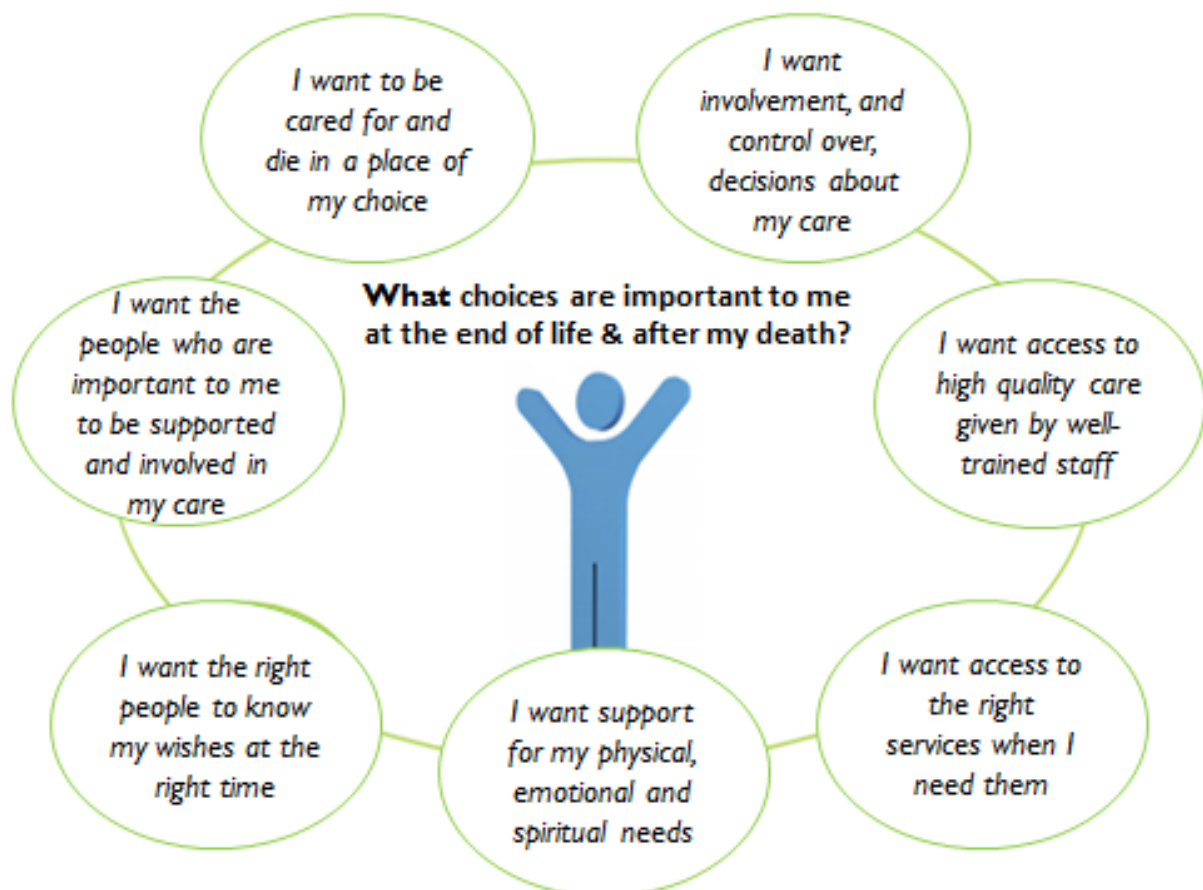 I want to be
cared for and
die in a place of
my choice
I want
involvement, and
control over,
decisions about
my care
What choices are important to me
at the end of life & after my death?
I want the
people who are
important to me
to be supported
and involved in
my care
I want access to
high quality care
given by well-
trained staff
I want the right
people to know
my wishes at the
right time
I want support
for my physical,
emotional and
spiritual needs
I want access to
the right
services when I
need them